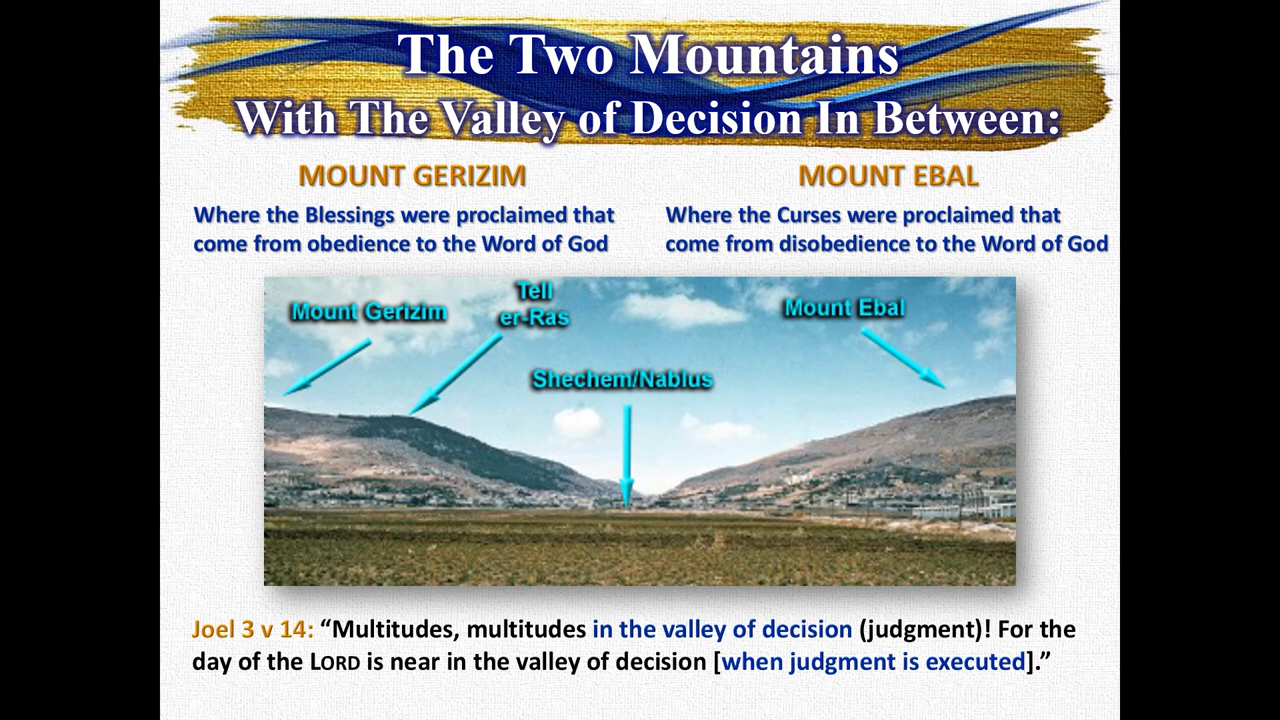 The Two Mountains
With The Valley of Decision In Between:
MOUNT GERIZIM
Where the Blessings were proclaimed that
come from obedience to the Word of God
MOUNT EBAL
Where the Curses were proclaimed that
come from disobedience to the Word of God
Mount Gerizim
Tell
er-Ras
Shechem/Nablus
Mount Ebal
Joel 3 v 14: “Multitudes, multitudes in the valley of decision (judgment)! For the
day of the LORD is near in the valley of decision [when judgment is executed].”